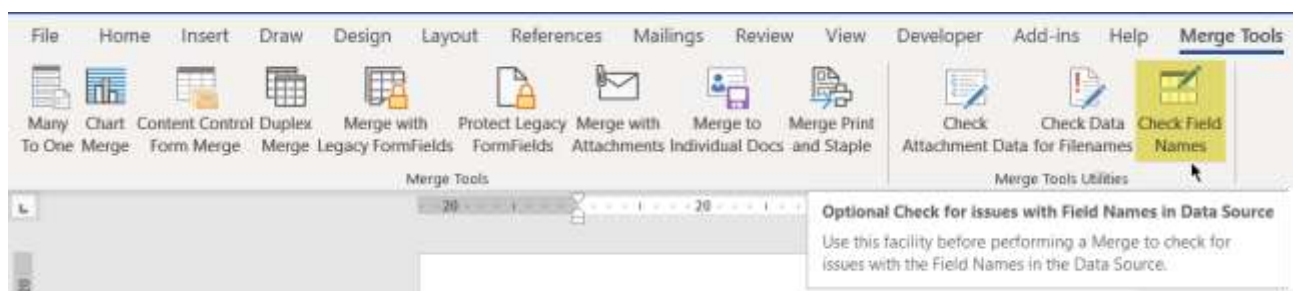 File Home Insert Draw Design Layout References Mailings Review View Developer Add-ins Help Merge Tools
Many Chart Content Control Duplex Merge with Protect Legacy Merge with Merge to Merge Print Check Check Data Check Field
To One Merge Form Merge Merge Legacy FormFields FormFields Attachments Individual Docs and Staple Attachment Data for Filenames Names
Merge Tools Merge Tools Utilities
20 20
Optional Check for issues with Field Names in Data Source
Use this facility before performing a Merge to check for
issues with the Field Names in the Data Source.